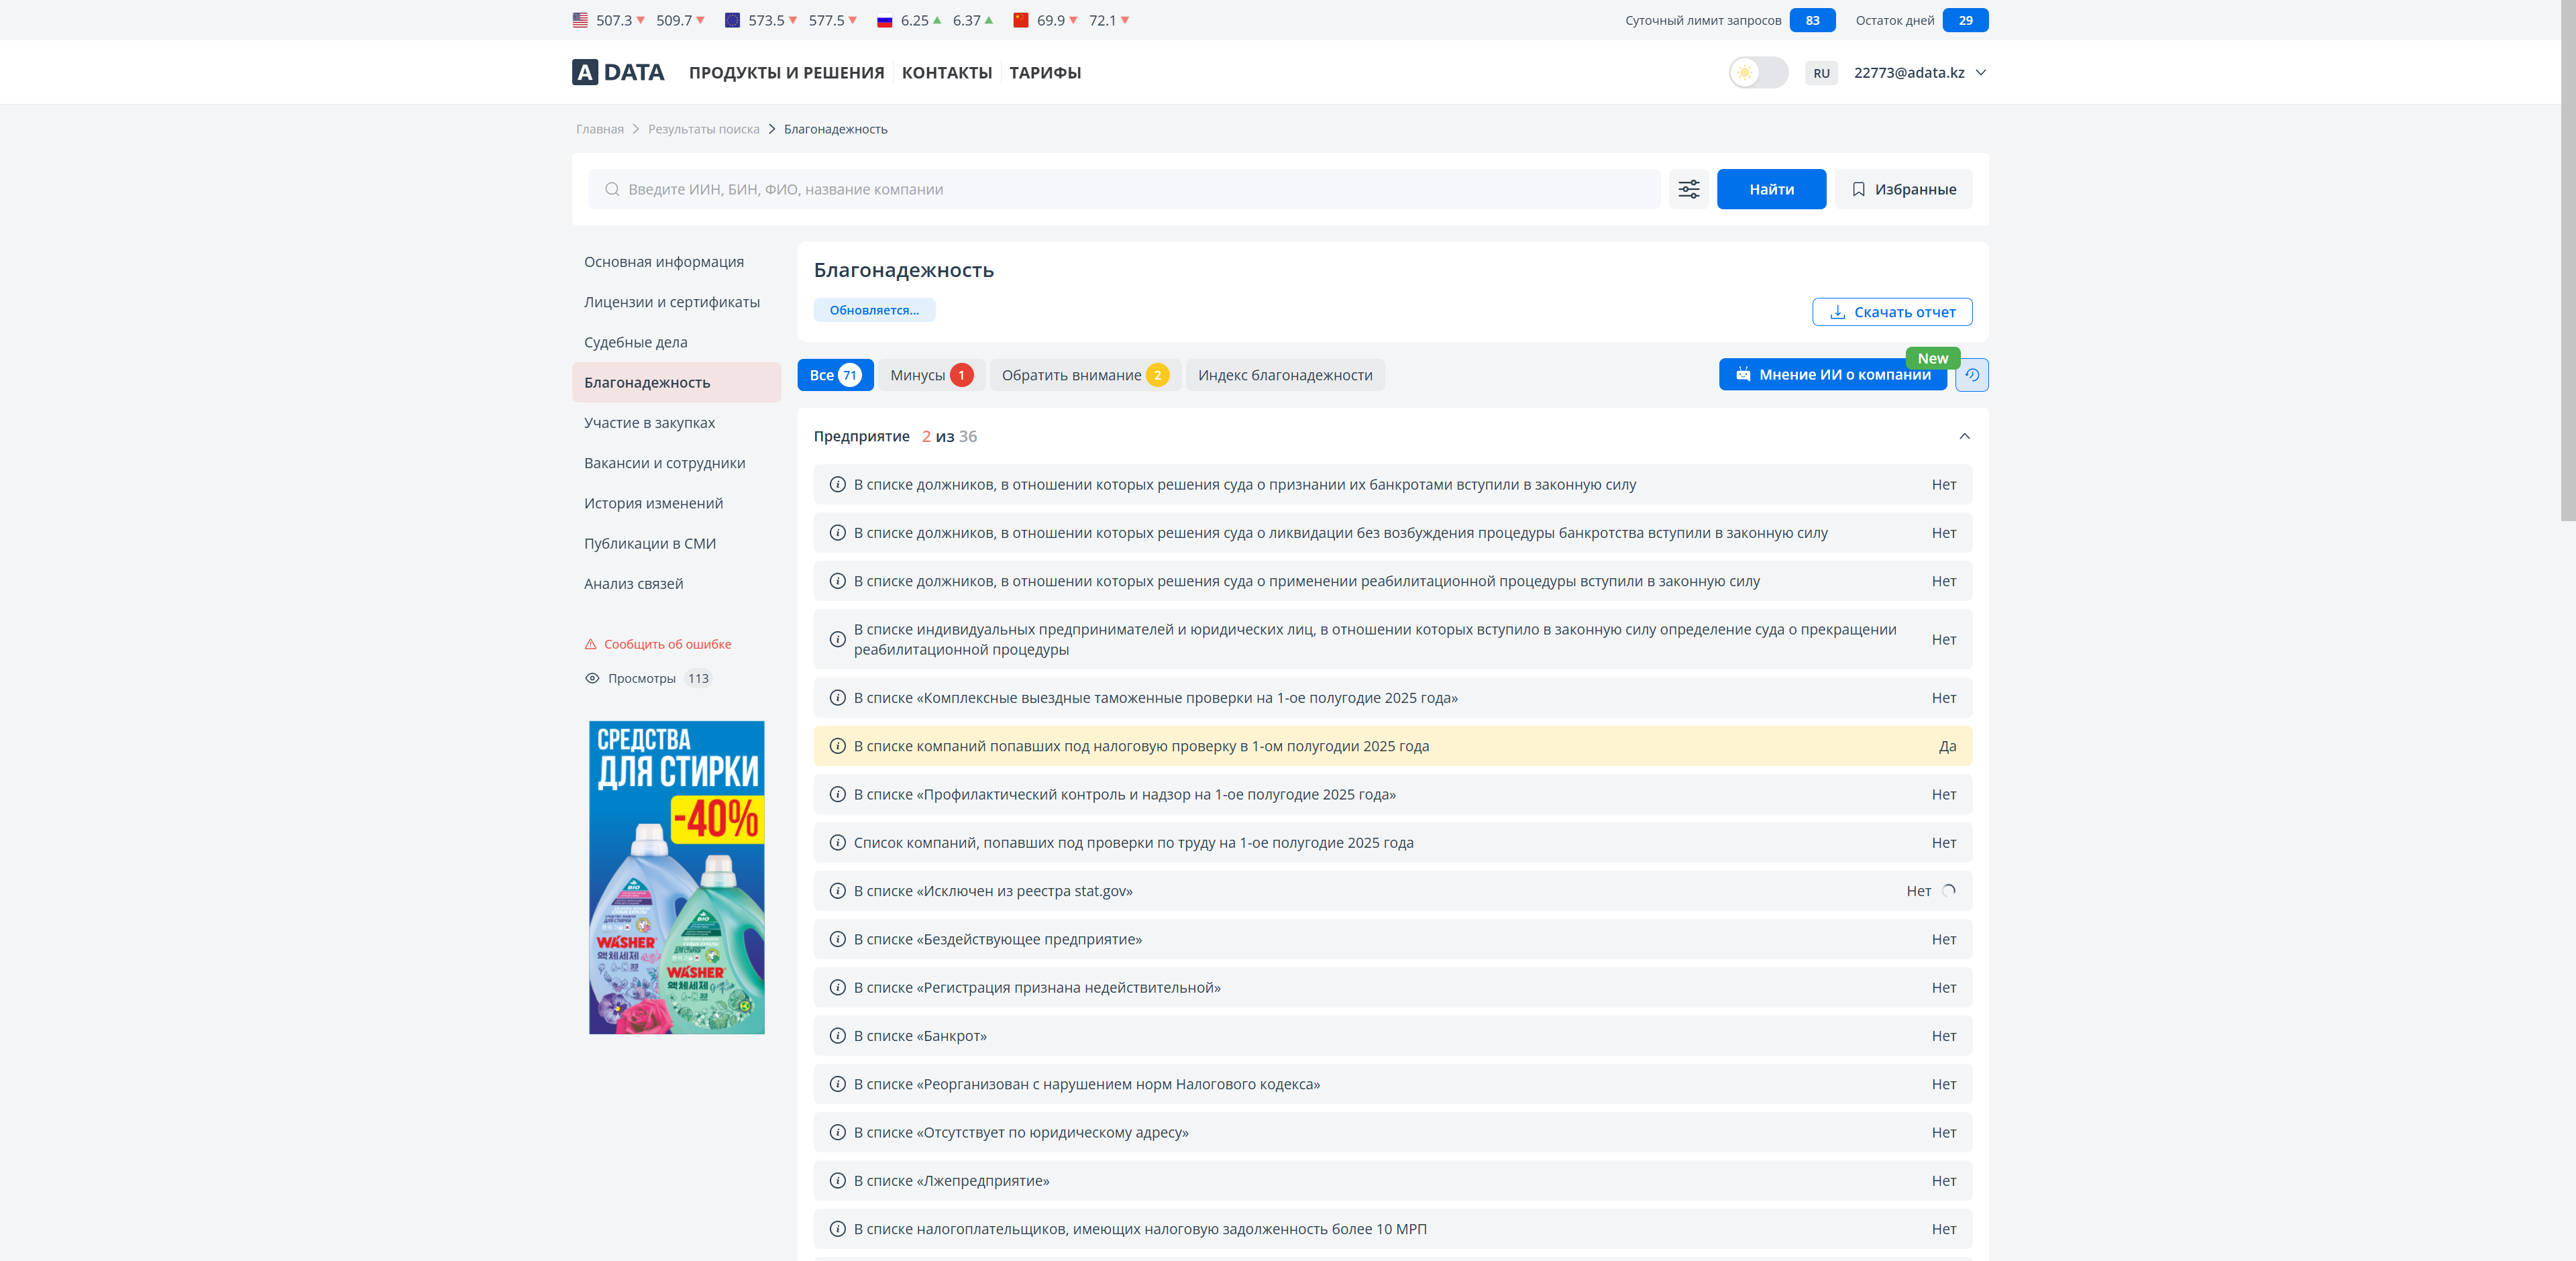 507.3 509.7 573.5 577.5 6.25 6.37 69.9 72.1 Суточный лимит запросов 83 Остаток дней 29
A DATA ПРОДУКТЫ И РЕШЕНИЯ КОНТАКТЫ ТАРИФЫ RU 22773@adata.kz
Главная Результаты поиска Благонадежность
Введите ИИН, БИН, ФИО, название компании Найти Избранные
Основная информация
Лицензии и сертификаты
Судебные дела
Благонадежность
Участие в закупках
Вакансии и сотрудники
История изменений
Публикации в СМИ
Анализ связей
Сообщить об ошибке
Просмотры 113
СРЕДСТВА
ДЛЯ СТИРКИ
-40%
BIO
BIO
WASHER
액체세제
WASHER
액체세제
Благонадежность
Обновляется...
Скачать отчет
Все 71 Минусы 1 Обратить внимание 2 Индекс благонадежности Мнение ИИ о компании New
Предприятие 2 из 36
В списке должников, в отношении которых решения суда о признании их банкротами вступили в законную силу Нет
В списке должников, в отношении которых решения суда о ликвидации без возбуждения процедуры банкротства вступили в законную силу Нет
В списке должников, в отношении которых решения суда о применении реабилитационной процедуры вступили в законную силу Нет
В списке индивидуальных предпринимателей и юридических лиц, в отношении которых вступило в законную силу определение суда о прекращении
реабилитационной процедуры Нет
В списке «Комплексные выездные таможенные проверки на 1-ое полугодие 2025 года» Нет
В списке компаний попавших под налоговую проверку в 1-ом полугодии 2025 года Да
В списке «Профилактический контроль и надзор на 1-ое полугодие 2025 года» Нет
Список компаний, попавших под проверки по труду на 1-ое полугодие 2025 года Нет
В списке «Исключен из реестра stat.gov» Нет
В списке «Бездействующее предприятие» Нет
В списке «Регистрация признана недействительной» Нет
В списке «Банкрот» Нет
В списке «Реорганизован с нарушением норм Налогового кодекса» Нет
В списке «Отсутствует по юридическому адресу» Нет
В списке «Лжепредприятие» Нет
В списке налогоплательщиков, имеющих налоговую задолженность более 10 МРП Нет